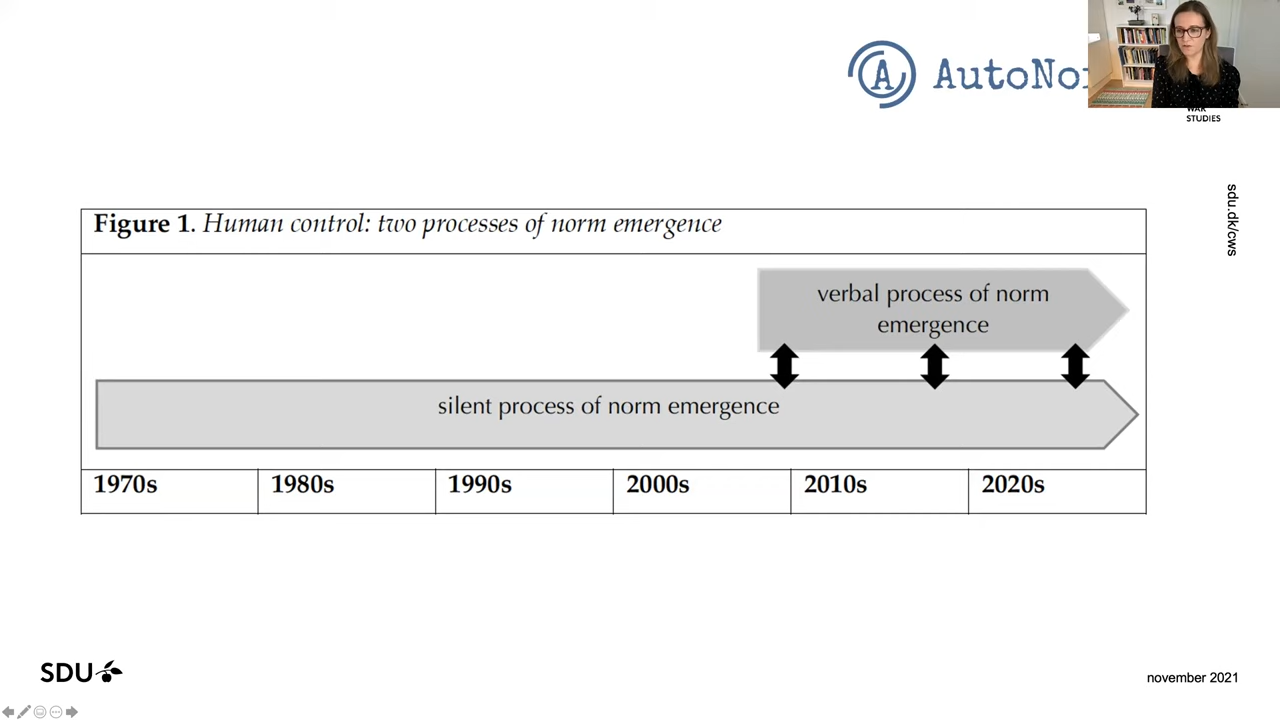 AutoNo
WAR
STUDIES
sdu.dk/cws
Figure 1. Human control: two processes of norm emergence
verbal process of norm
emergence
silent process of norm emergence
1970s 1980s 1990s 2000s 2010s 2020s
SDU
november 2021